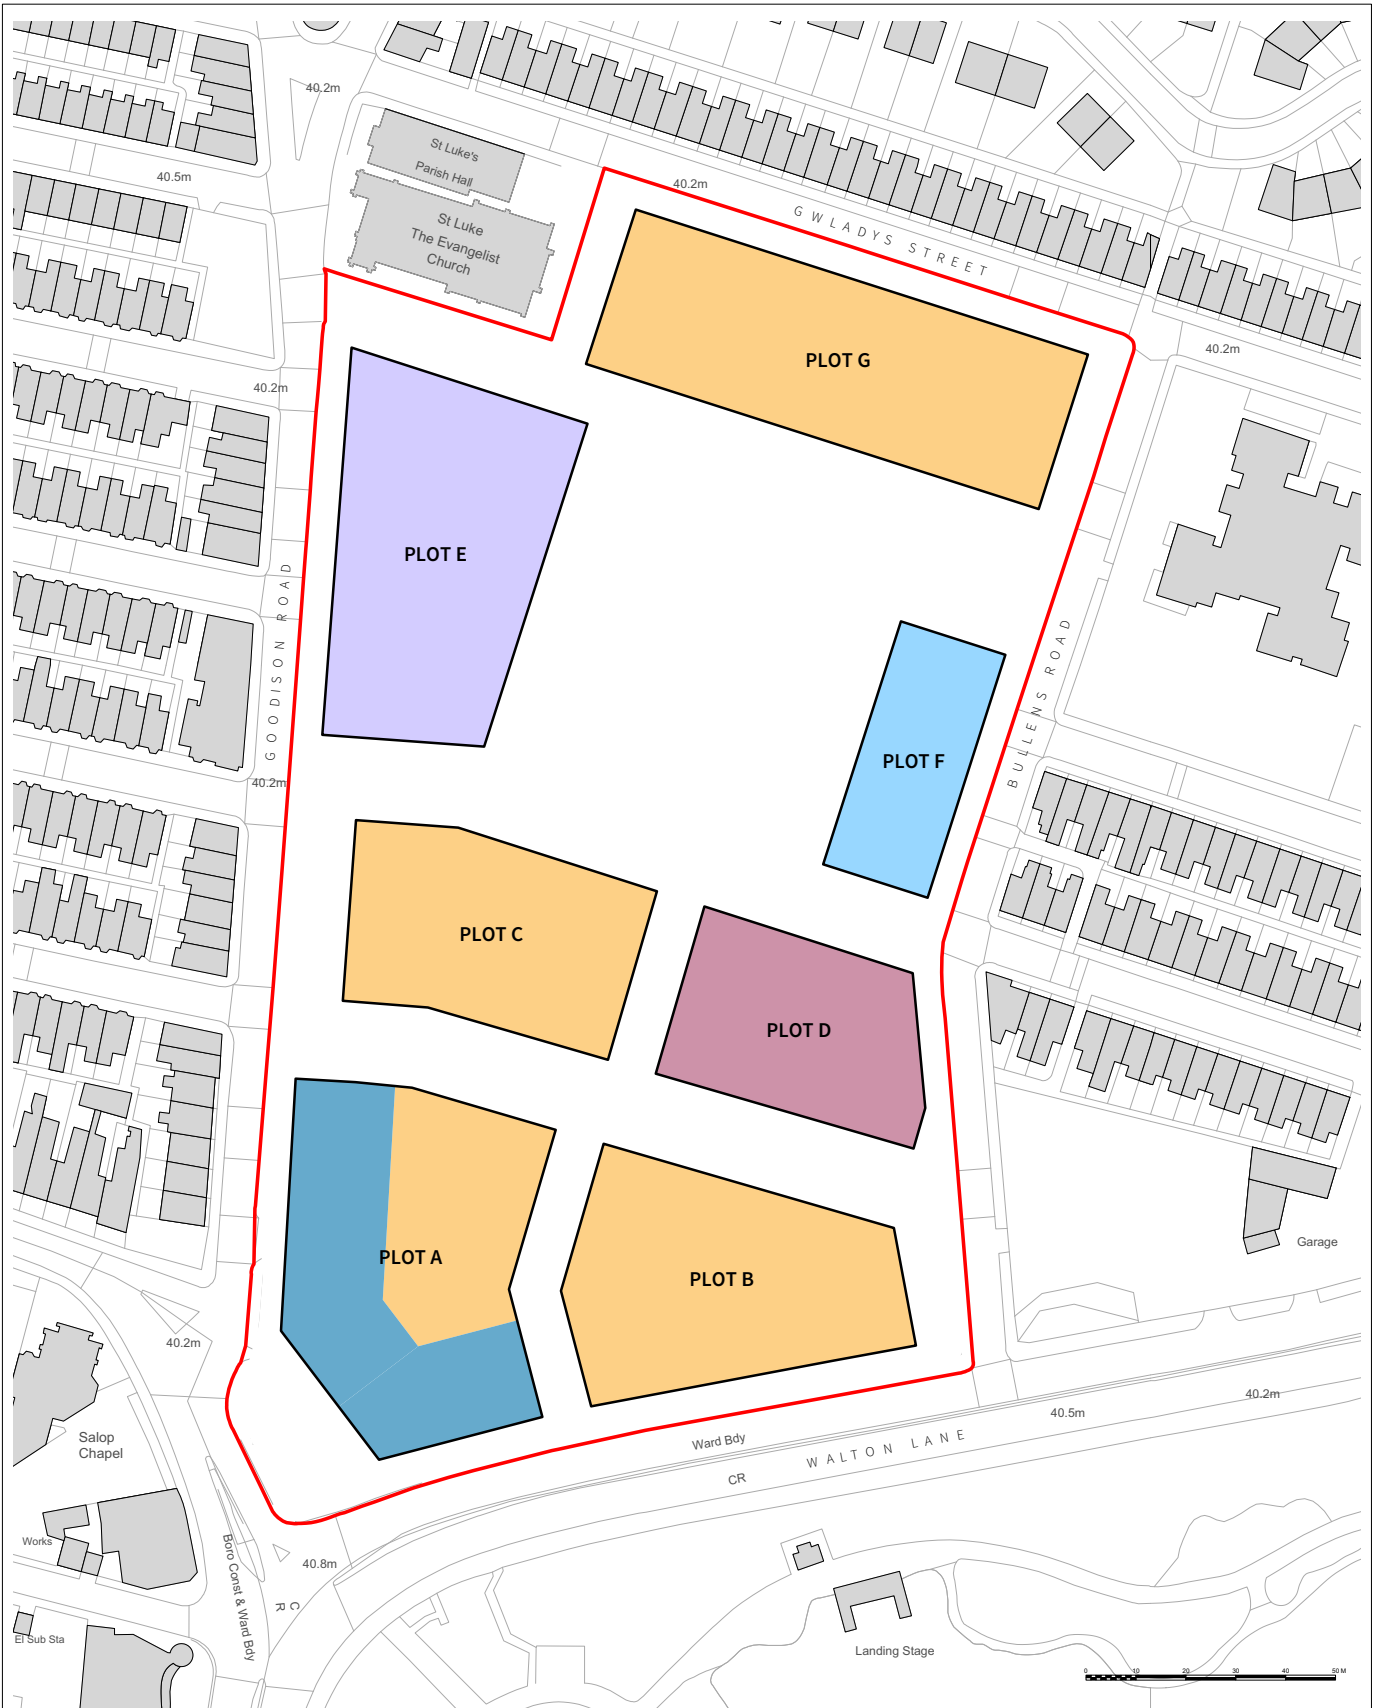 40.2m
St Luke's
Parish Hall
40.5m
40.2m
St Luke
The Evangelist
Church
GWLADYS STREET
PLOT G
40.2m
40.2m
PLOT E
GOODISON ROAD
BULLENS ROAD
PLOT F
40.2m
PLOT C
PLOT D
PLOT A
PLOT B
Garage
40.2m
40.2m
40.5m
Salop
Chapel
Ward Bdy
WALTON LANE
CR
Works
Boro Const & Ward Bdy
40.8m
C
R
El Sub Sta
Landing Stage
0 10 20 30 40 50 M